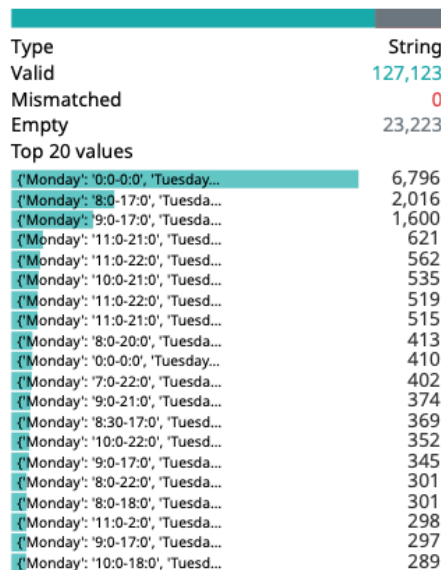 Type String
Valid 127,123
Mismatched 0
Empty 23,223
Top 20 values
{'Monday': '0:0-0:0', 'Tuesday... 6,796
{'Monday': '8:0-17:0', 'Tuesda... 2,016
{'Monday': '9:0-17:0', 'Tuesda... 1,600
{'Monday': '11:0-21:0', 'Tuesd... 621
{'Monday': '11:0-22:0', 'Tuesd... 562
{'Monday': '10:0-21:0', 'Tuesd... 535
{'Monday': '11:0-22:0', 'Tuesd... 519
{'Monday': '11:0-21:0', 'Tuesd... 515
{'Monday': '8:0-20:0', 'Tuesda... 413
{'Monday': '0:0-0:0', 'Tuesday... 410
{'Monday': '7:0-22:0', 'Tuesda... 402
{'Monday': '9:0-21:0', 'Tuesda... 374
{'Monday': '8:30-17:0', 'Tuesd... 369
{'Monday': '10:0-22:0', 'Tuesd... 352
{'Monday': '9:0-17:0', 'Tuesda... 345
{'Monday': '8:0-22:0', 'Tuesda... 301
{'Monday': '8:0-18:0', 'Tuesda... 301
{'Monday': '11:0-2:0', 'Tuesda... 298
{'Monday': '9:0-17:0', 'Tuesda... 297
{'Monday': '10:0-18:0', 'Tuesd... 289